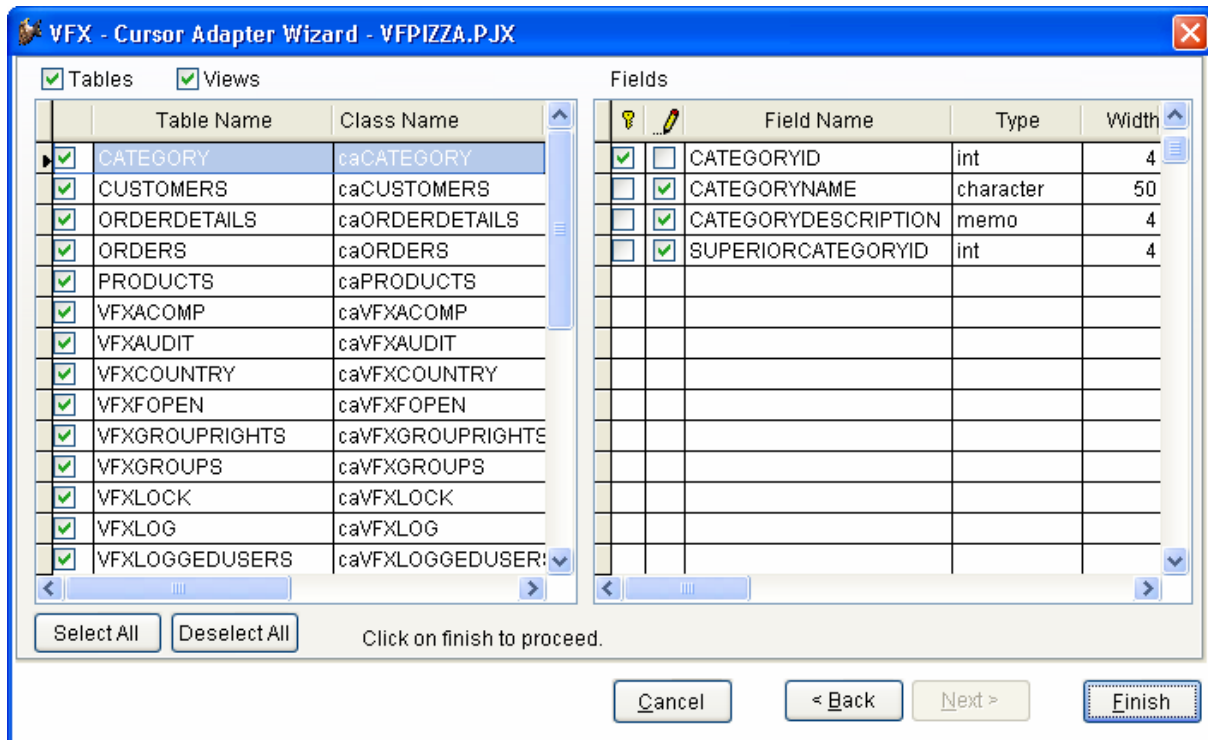 VFX - Cursor Adapter Wizard - VFPIZZA.PJX
Tables Views Fields
Table Name Class Name Field Name Type Width
CATEGORY caCATEGORY CATEGORYID int 4
CUSTOMERS caCUSTOMERS CATEGORYNAME character 50
ORDERDETAILS caORDERDETAILS CATEGORYDESCRIPTION memo 4
ORDERS caORDERS SUPERIORCATEGORYID int 4
PRODUCTS caPRODUCTS
VFXACOMP caVFXACOMP
VFXAUDIT caVFXAUDIT
VFXCOUNTRY caVFXCOUNTRY
VFXFOPEN caVFXFOPEN
VFXGROUPRIGHTS caVFXGROUPRIGHTS
VFXGROUPS caVFXGROUPS
VFXLOCK caVFXLOCK
VFXLOG caVFXLOG
VFXLOGGEDUSERS caVFXLOGGEDUSER
Select All Deselect All Click on finish to proceed.
Cancel < Back Next > Finish